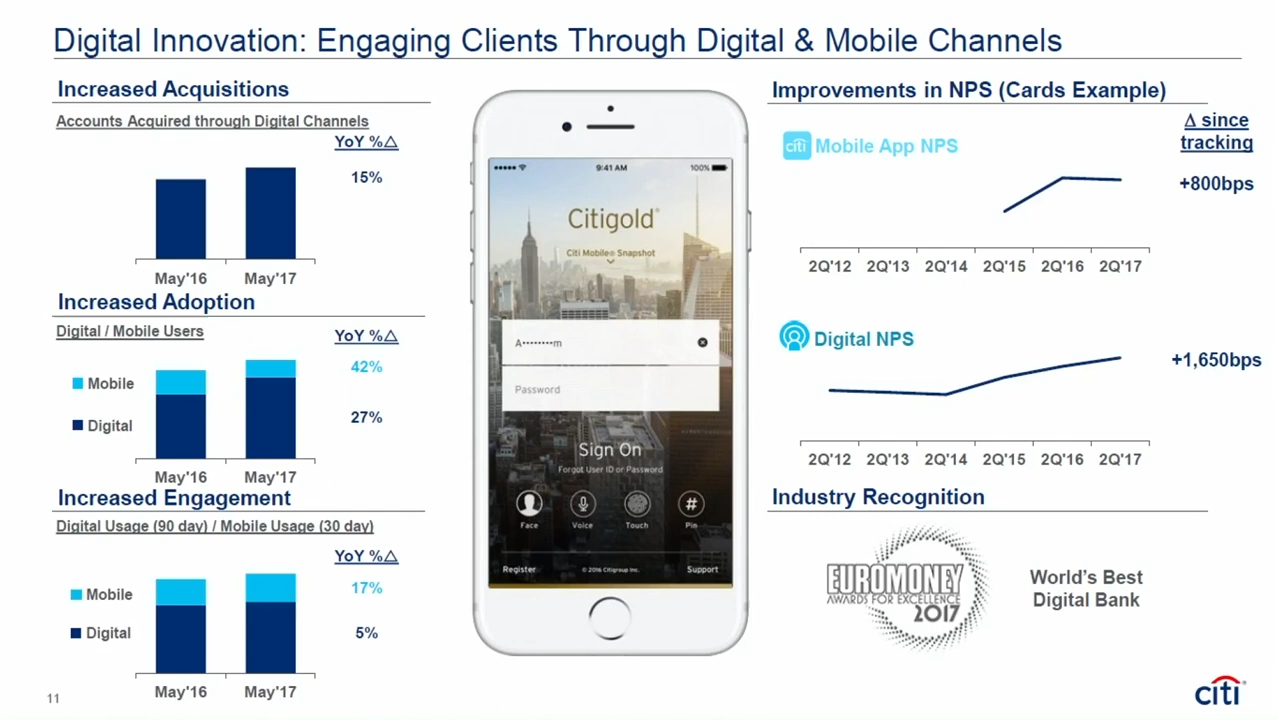 Digital Innovation: Engaging Clients Through Digital & Mobile Channels
Increased Acquisitions
Accounts Acquired through Digital Channels
YoY %△
15%
May'16 May'17
Increased Adoption
Digital / Mobile Users
YoY %△
42%
Mobile
27%
Digital
May'16 May'17
Increased Engagement
Digital Usage (90 day) / Mobile Usage (30 day)
YoY %△
17%
Mobile
5%
Digital
May'16 May'17
9:41 AM 100%
Citigold®
Citi Mobile® Snapshot
A••••••••m
Password
Sign On
Forgot User ID or Password
#
Face Voice Touch Pin
Register © 2016 Citigroup Inc. Support
Improvements in NPS (Cards Example)
Δ since
tracking
citi Mobile App NPS
+800bps
2Q'12 2Q'13 2Q'14 2Q'15 2Q'16 2Q'17
Digital NPS
+1,650bps
2Q'12 2Q'13 2Q'14 2Q'15 2Q'16 2Q'17
Industry Recognition
EUROMONEY
AWARDS FOR EXCELLENCE
2017
World's Best
Digital Bank
11
citi®